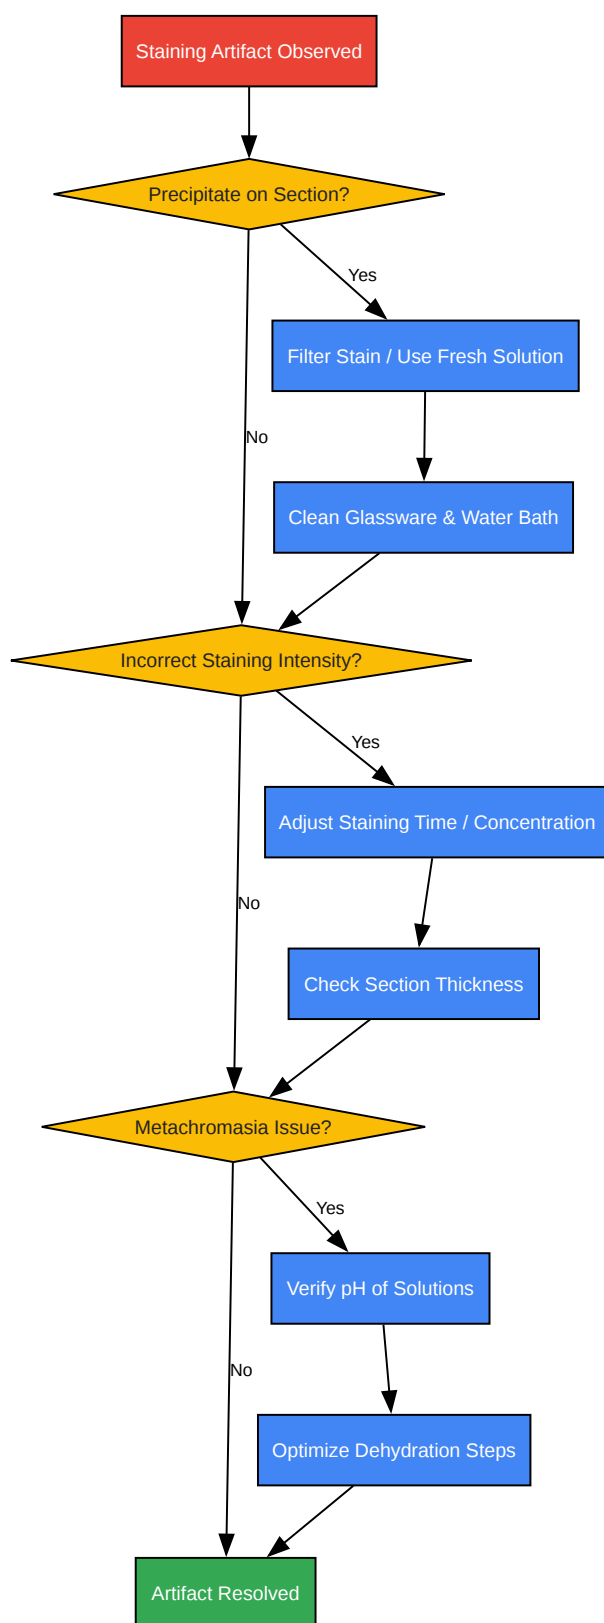 Staining Artifact Observed
Precipitate on Section?
Yes
Filter Stain / Use Fresh Solution
No
Clean Glassware & Water Bath
Incorrect Staining Intensity?
Yes
Adjust Staining Time / Concentration
No
Check Section Thickness
Metachromasia Issue?
Yes
Verify pH of Solutions
No
Optimize Dehydration Steps
Artifact Resolved